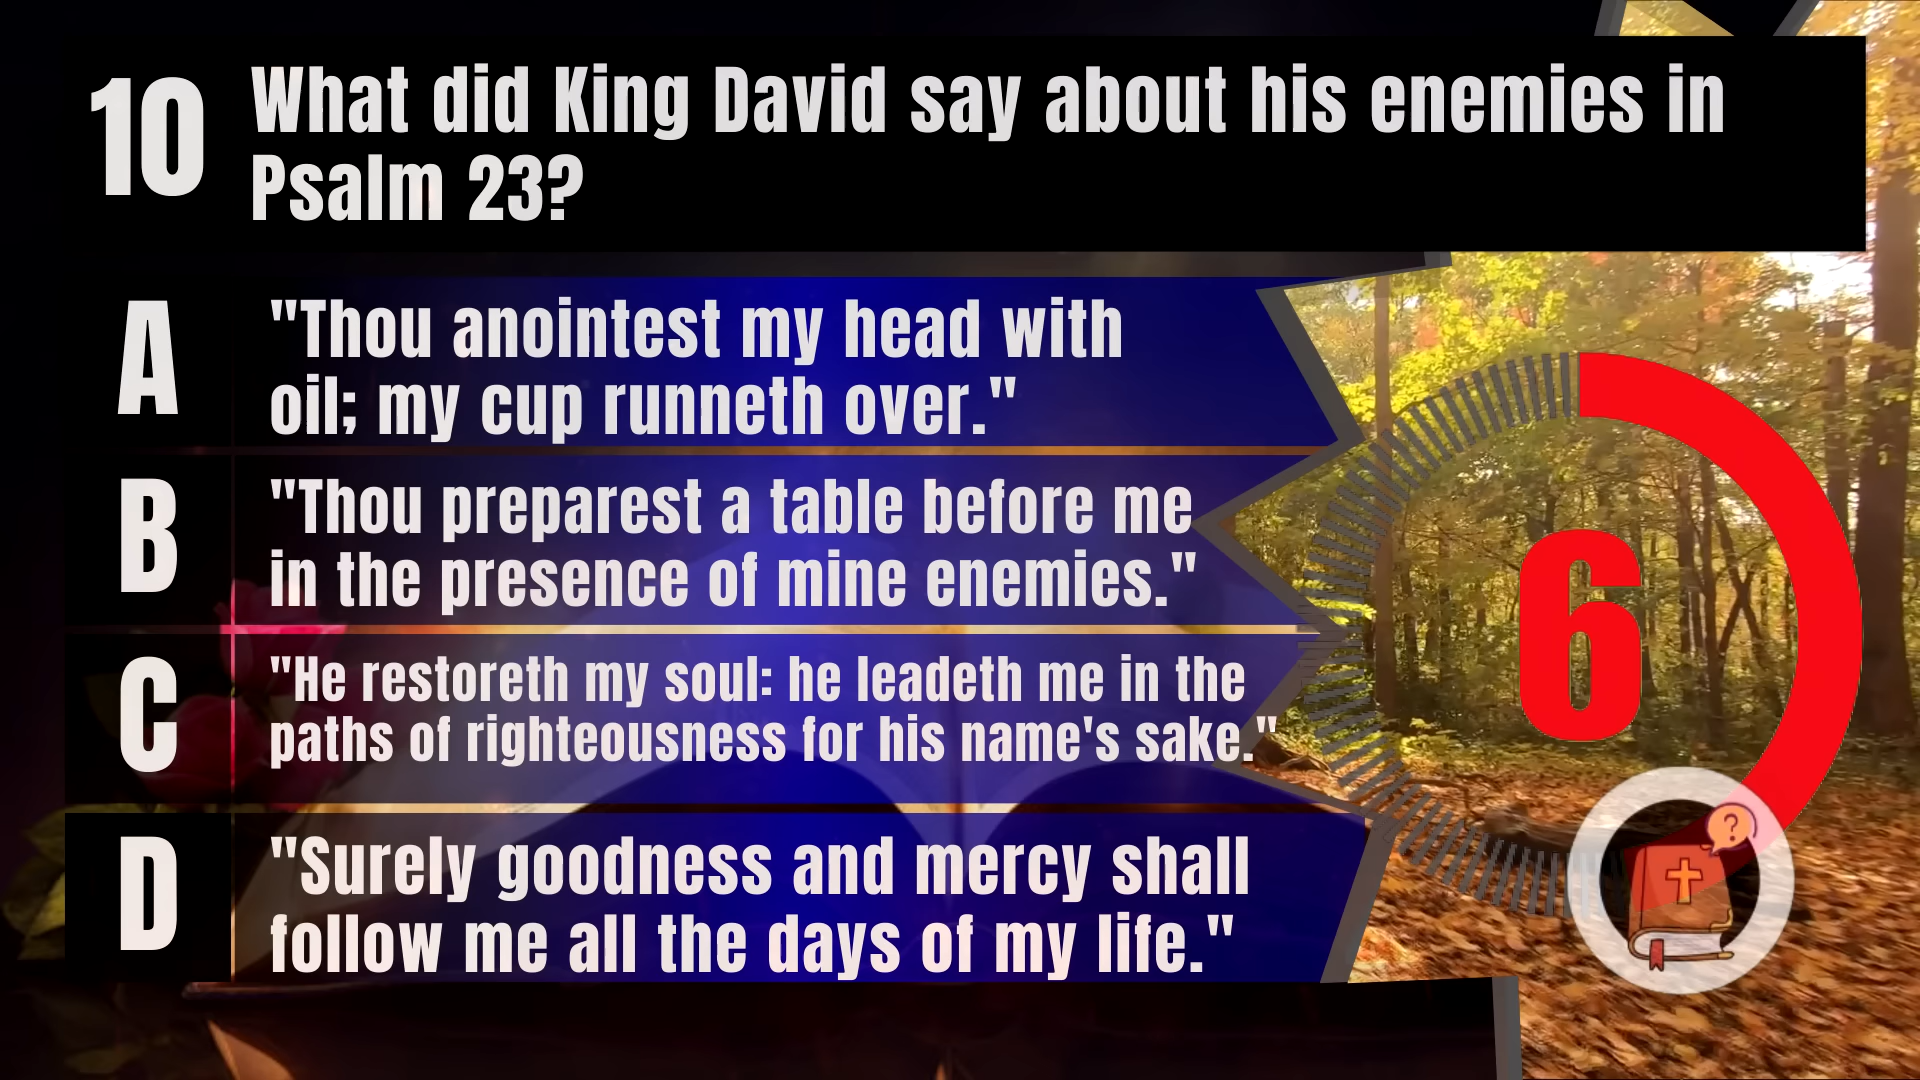 10
What did King David say about his enemies in
Psalm 23?
A
"Thou anointest my head with
oil; my cup runneth over."
B
"Thou preparest a table before me
in the presence of mine enemies."
C
"He restoreth my soul: he leadeth me in the
paths of righteousness for his name's sake."
D
"Surely goodness and mercy shall
follow me all the days of my life."
6
?